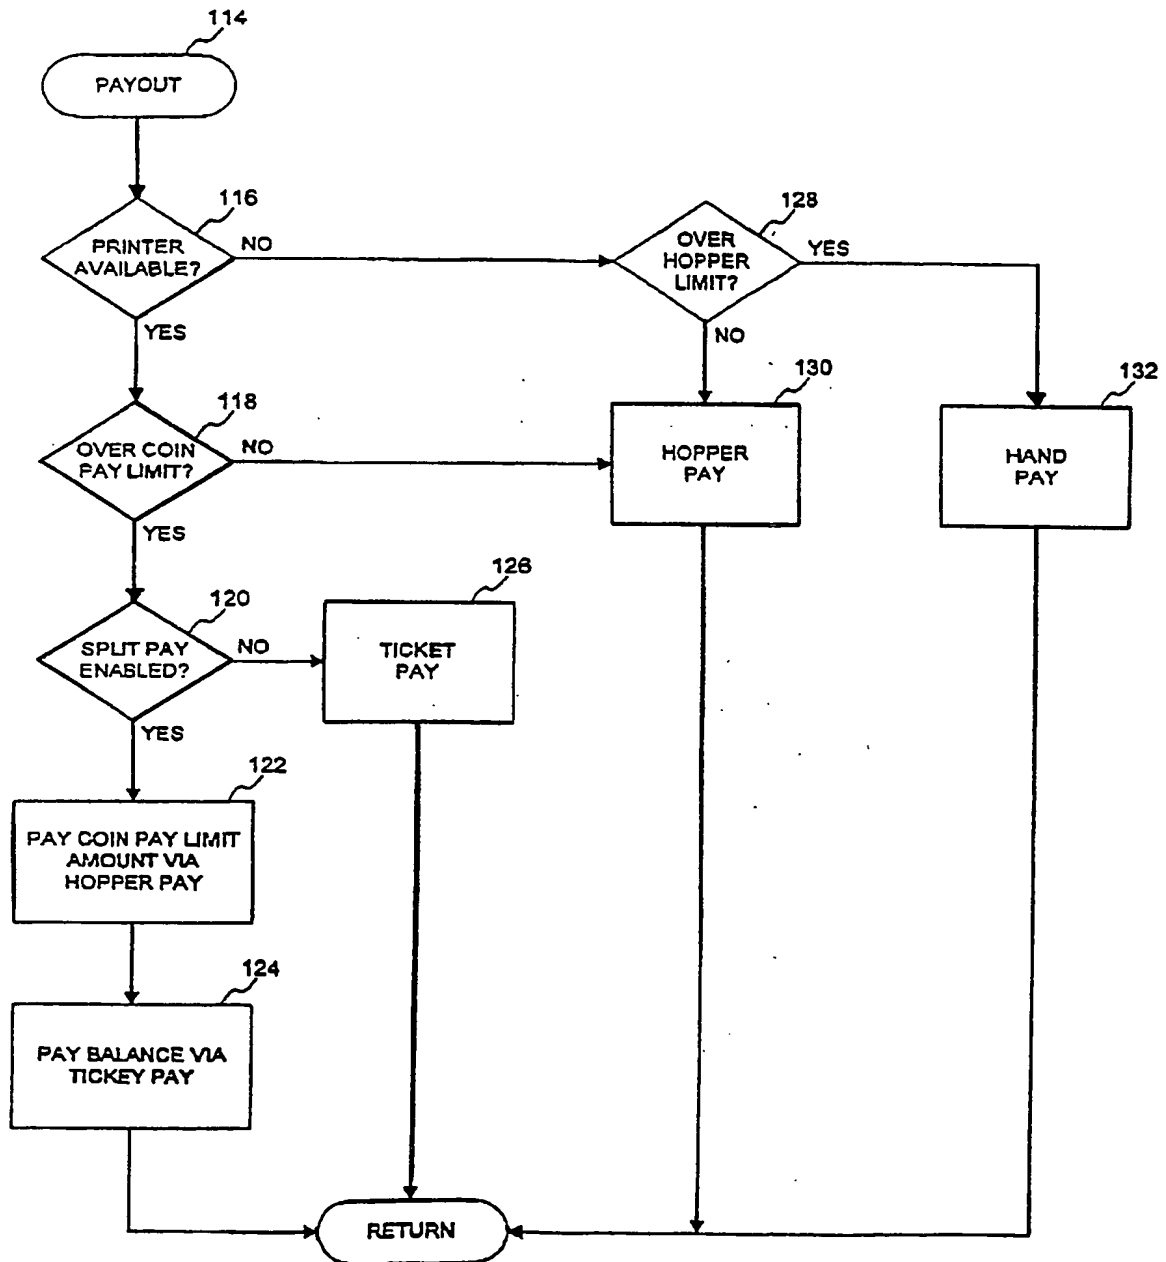 114
PAYOUT
116
PRINTER
AVAILABLE?
NO
YES
128
OVER
HOPPER
LIMIT?
YES
NO
118
OVER COIN
PAY LIMIT?
NO
YES
130
HOPPER
PAY
132
HAND
PAY
120
SPLIT PAY
ENABLED?
NO
YES
126
TICKET
PAY
122
PAY COIN PAY LIMIT
AMOUNT VIA
HOPPER PAY
124
PAY BALANCE VIA
TICKEY PAY
RETURN